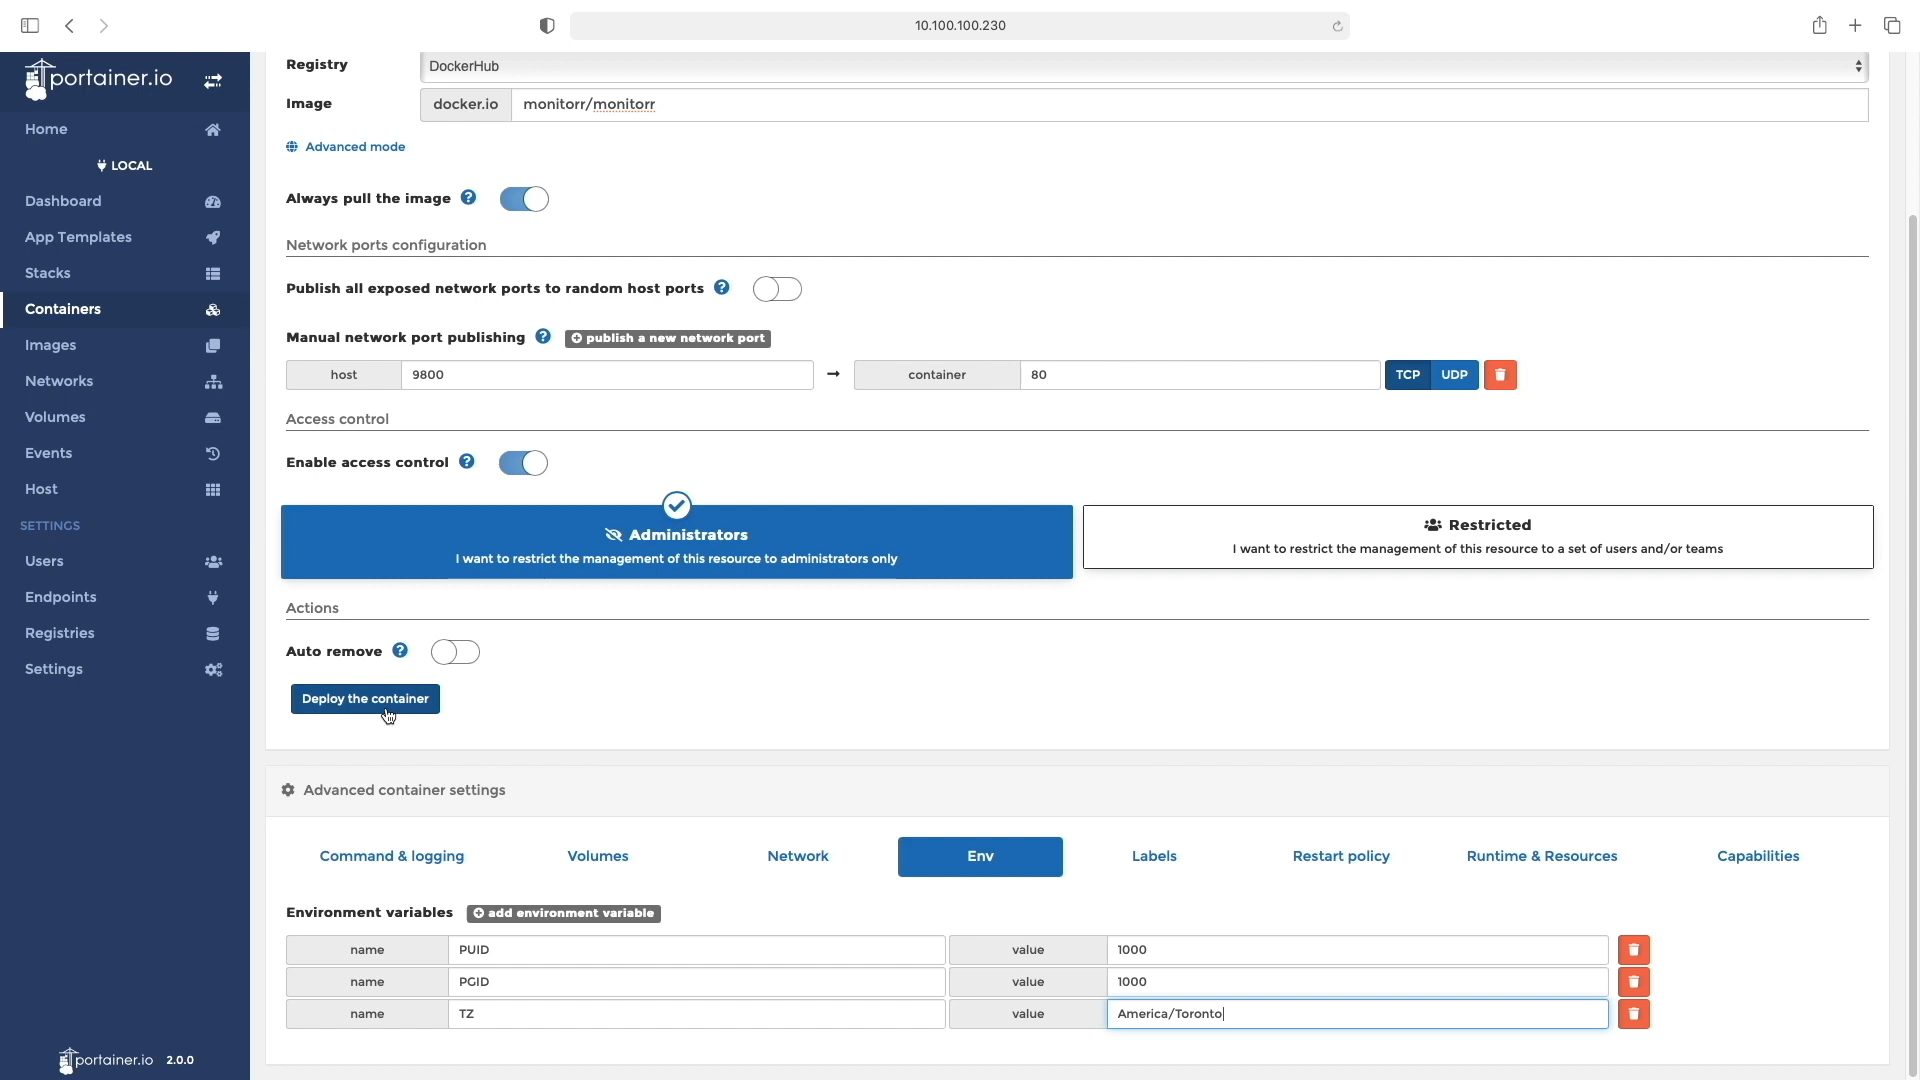 10.100.100.230
portainer.io
Home
LOCAL
Dashboard
App Templates
Stacks
Containers
Images
Networks
Volumes
Events
Host
SETTINGS
Users
Endpoints
Registries
Settings
portainer.io 2.0.0
Registry DockerHub
Image docker.io monitorr/monitorr
Advanced mode
Always pull the image ?
Network ports configuration
Publish all exposed network ports to random host ports ?
Manual network port publishing ? publish a new network port
host 9800 → container 80 TCP UDP
Access control
Enable access control ?
Administrators
I want to restrict the management of this resource to administrators only
Restricted
I want to restrict the management of this resource to a set of users and/or teams
Actions
Auto remove ?
Deploy the container
Advanced container settings
Command & logging Volumes Network Env Labels Restart policy Runtime & Resources Capabilities
Environment variables add environment variable
name PUID value 1000
name PGID value 1000
name TZ value America/Toronto